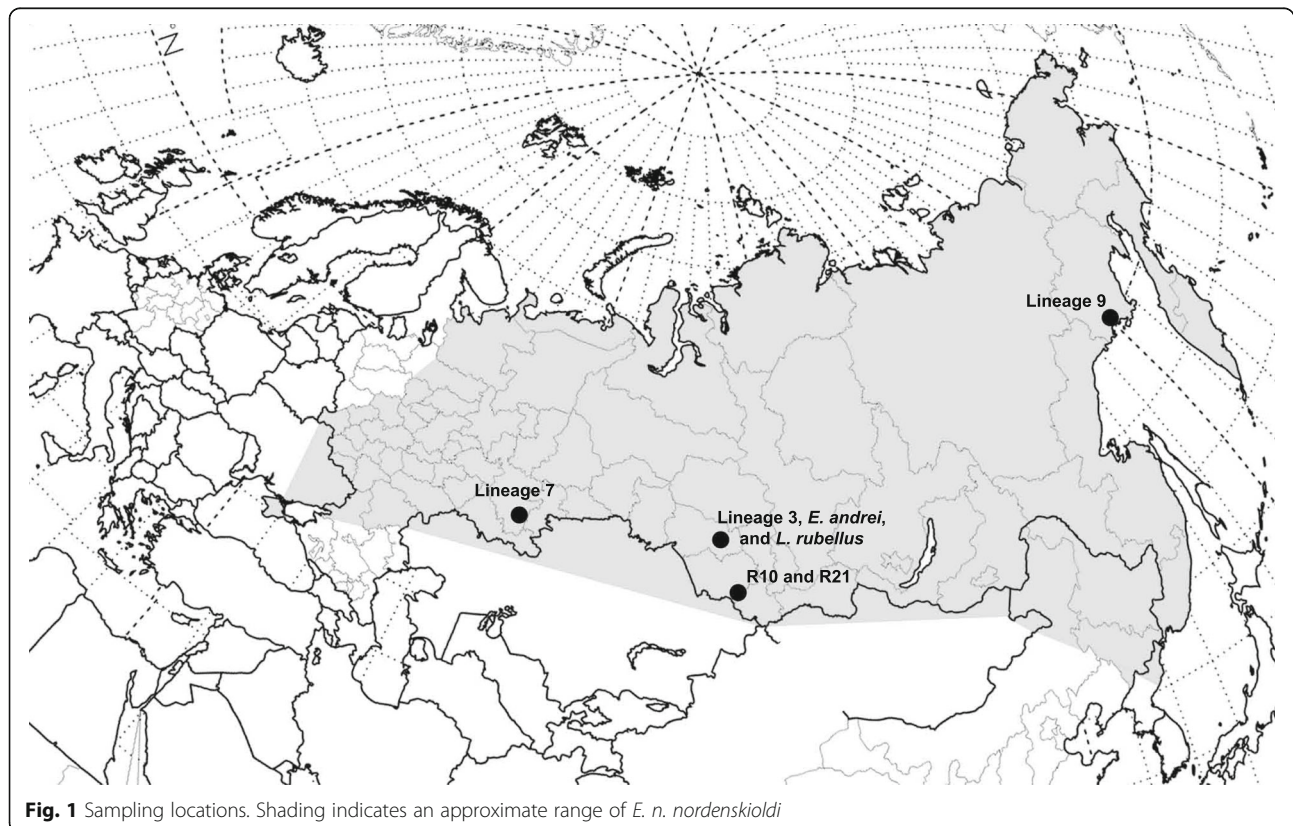 N
Lineage 9
Lineage 7
Lineage 3, E. andrei,
and L. rubellus
R10 and R21
Fig. 1 Sampling locations. Shading indicates an approximate range of E. n. nordenskioldi